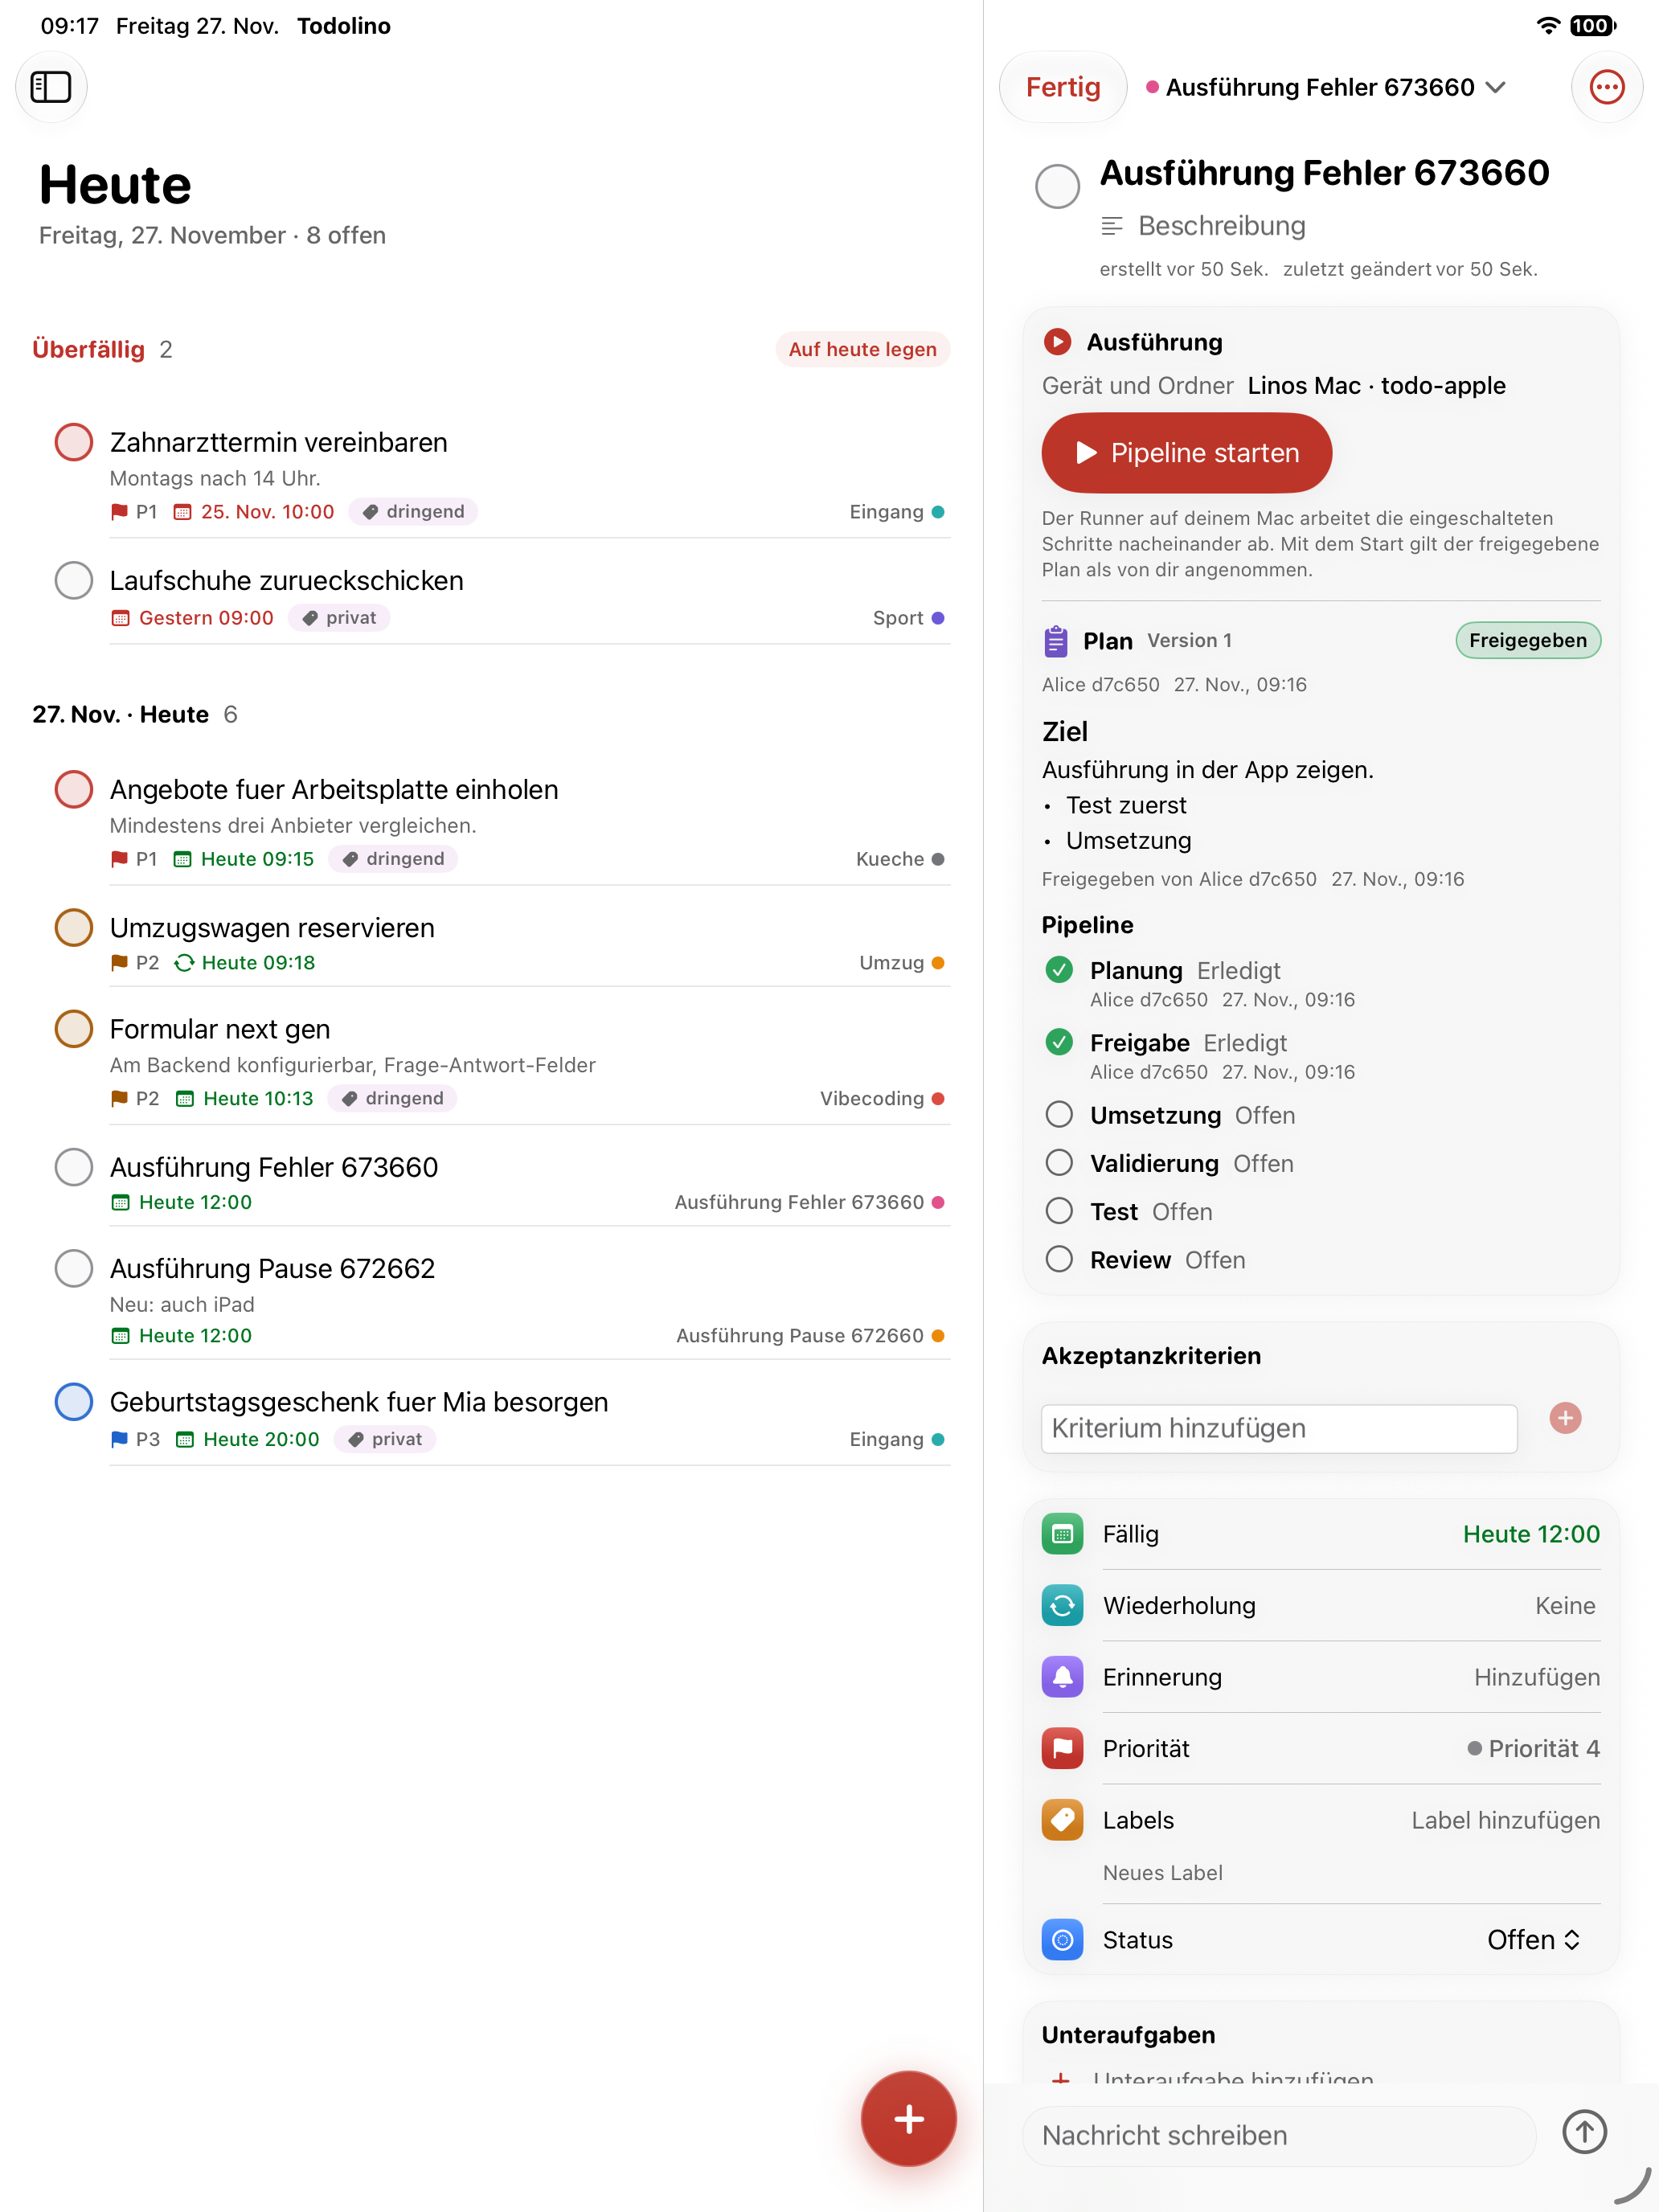 09:17 Freitag 27. Nov. Todolino
100
Heute
Freitag, 27. November · 8 offen
Überfällig 2
Auf heute legen
Zahnarzttermin vereinbaren
Montags nach 14 Uhr.
P1 25. Nov. 10:00 dringend Eingang
Laufschuhe zurueckschicken
Gestern 09:00 privat Sport
27. Nov. · Heute 6
Angebote fuer Arbeitsplatte einholen
Mindestens drei Anbieter vergleichen.
P1 Heute 09:15 dringend Kueche
Umzugswagen reservieren
P2 Heute 09:18 Umzug
Formular next gen
Am Backend konfigurierbar, Frage-Antwort-Felder
P2 Heute 10:13 dringend Vibecoding
Ausführung Fehler 673660
Heute 12:00 Ausführung Fehler 673660
Ausführung Pause 672662
Neu: auch iPad
Heute 12:00 Ausführung Pause 672660
Geburtstagsgeschenk fuer Mia besorgen
P3 Heute 20:00 privat Eingang
Fertig Ausführung Fehler 673660
Ausführung Fehler 673660
Beschreibung
erstellt vor 50 Sek. zuletzt geändert vor 50 Sek.
Ausführung
Gerät und Ordner Linos Mac · todo-apple
Pipeline starten
Der Runner auf deinem Mac arbeitet die eingeschalteten
Schritte nacheinander ab. Mit dem Start gilt der freigegebene
Plan als von dir angenommen.
Plan Version 1 Freigegeben
Alice d7c650 27. Nov., 09:16
Ziel
Ausführung in der App zeigen.
• Test zuerst
• Umsetzung
Freigegeben von Alice d7c650 27. Nov., 09:16
Pipeline
Planung Erledigt
Alice d7c650 27. Nov., 09:16
Freigabe Erledigt
Alice d7c650 27. Nov., 09:16
Umsetzung Offen
Validierung Offen
Test Offen
Review Offen
Akzeptanzkriterien
Kriterium hinzufügen
Fällig Heute 12:00
Wiederholung Keine
Erinnerung Hinzufügen
Priorität Priorität 4
Labels Label hinzufügen
Neues Label
Status Offen
Unteraufgaben
Unteraufgabe hinzufügen
Nachricht schreiben